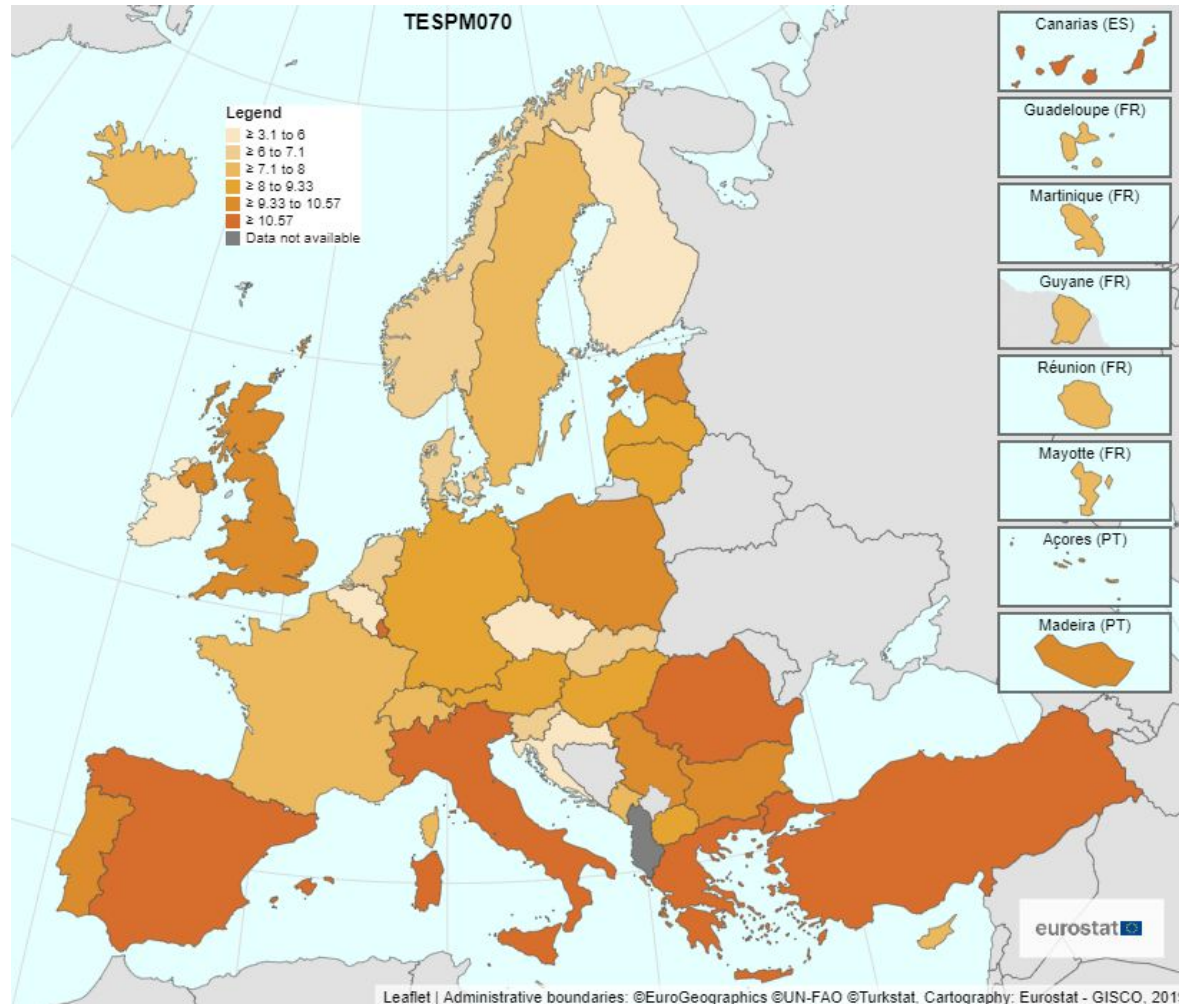 TESPM070
Legend
≥ 3.1 to 6
≥ 6 to 7.1
≥ 7.1 to 8
≥ 8 to 9.33
≥ 9.33 to 10.57
≥ 10.57
Data not available
Canarias (ES)
Guadeloupe (FR)
Martinique (FR)
Guyane (FR)
Réunion (FR)
Mayotte (FR)
Açores (PT)
Madeira (PT)
eurostat
Leaflet | Administrative boundaries: ©EuroGeographics ©UN-FAO ©Turkstat, Cartography: Eurostat - GISCO,